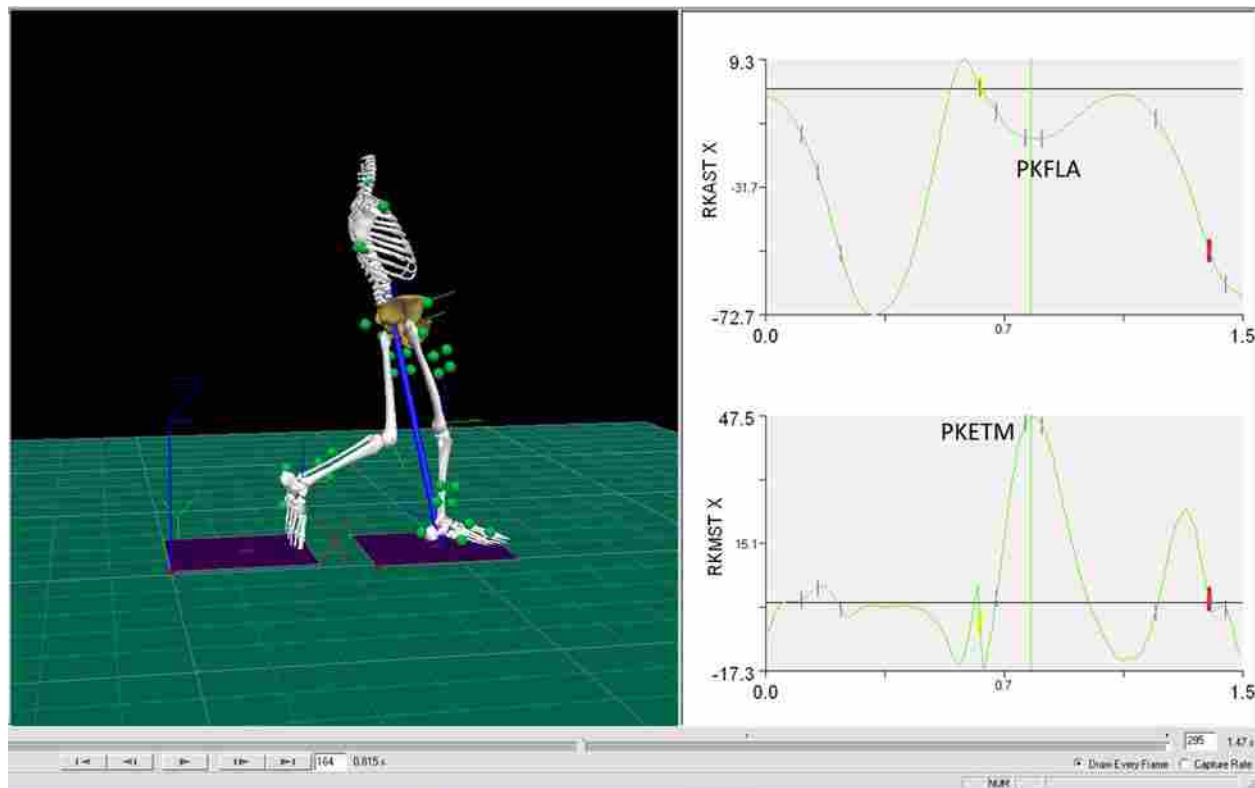 9.3
RKAST X
-31.7
PKFLA
-72.7
0.0
0.7
1.5
47.5
PKETM
RKMST X
15.1
-17.3
0.0
0.7
1.5
295
1.47 s
164
0.815 s
Draw Every Frame
Capture Rate
NUM